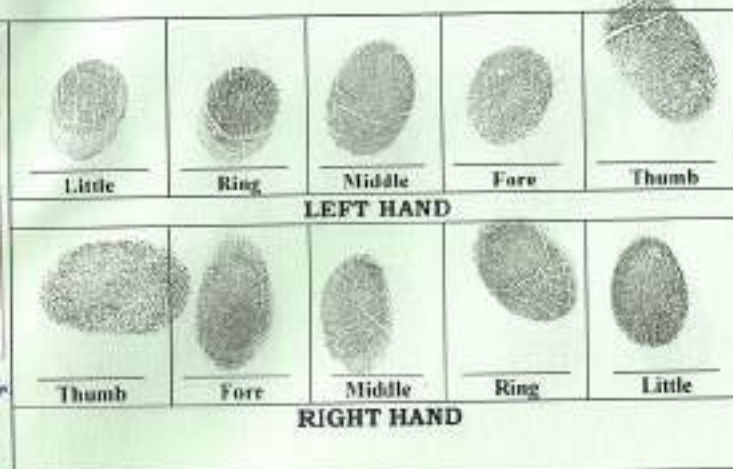 Little Ring Middle Fore Thumb
LEFT HAND
Thumb Fore Middle Ring Little
RIGHT HAND